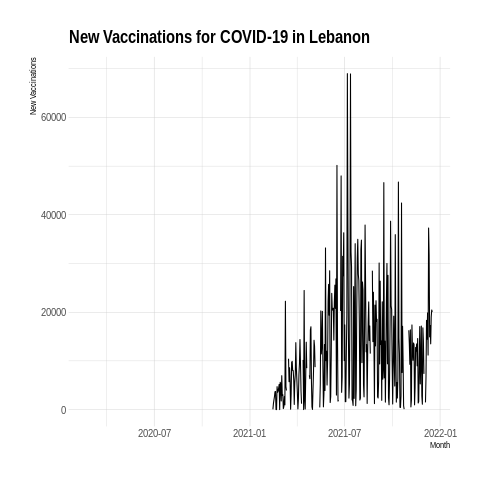 New Vaccinations for COVID-19 in Lebanon
New Vaccinations
60000
40000
20000
0
2020-07
2021-01
2021-07
2022-01
Month